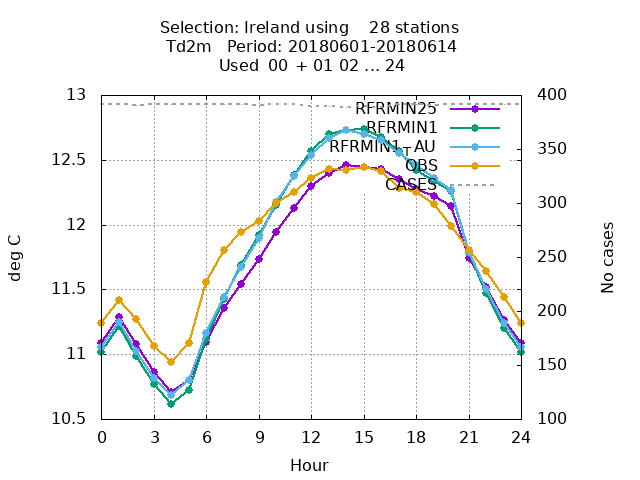 Selection: Ireland using    28 stations
Td2m   Period: 20180601-20180614
Used  00 + 01 02 ... 24
13
400
RFRMIN25
RFRMIN1
RFRMIN1_TAU
OBS
CASES
12.5
12
11.5
11
10.5
350
300
250
200
150
100
deg C
No cases
0 3 6 9 12 15 18 21 24
Hour